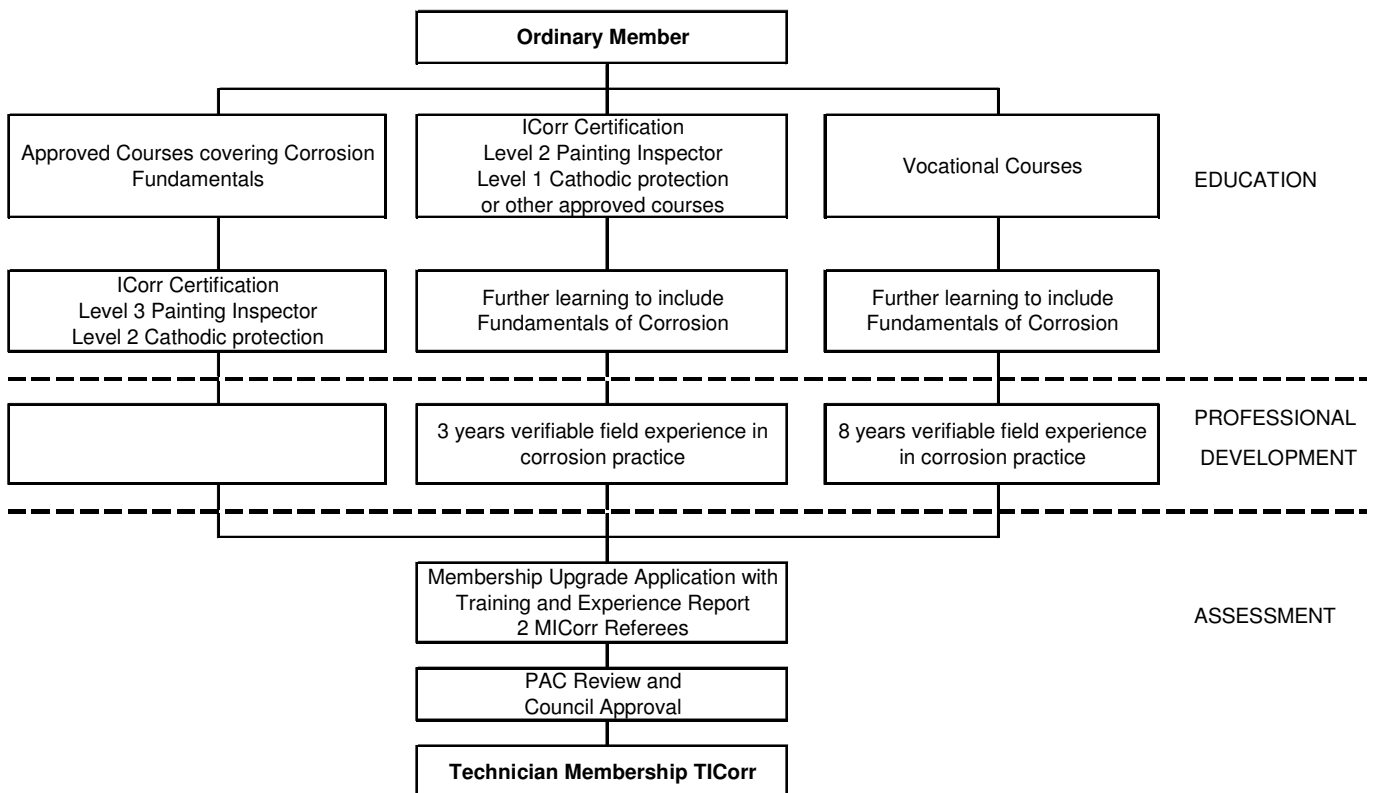 Ordinary Member
Approved Courses covering Corrosion
Fundamentals
ICorr Certification
Level 2 Painting Inspector
Level 1 Cathodic protection
or other approved courses
Vocational Courses
EDUCATION
ICorr Certification
Level 3 Painting Inspector
Level 2 Cathodic protection
Further learning to include
Fundamentals of Corrosion
Further learning to include
Fundamentals of Corrosion
3 years verifiable field experience in
corrosion practice
8 years verifiable field experience
in corrosion practice
PROFESSIONAL
DEVELOPMENT
Membership Upgrade Application with
Training and Experience Report
2 MICorr Referees
ASSESSMENT
PAC Review and
Council Approval
Technician Membership TICorr